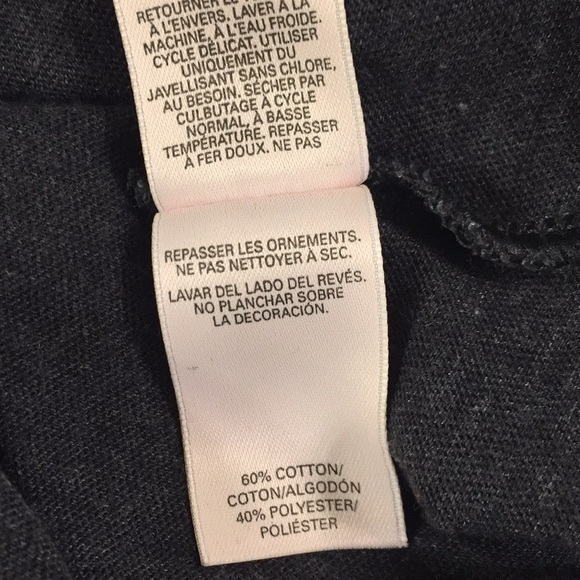 RETOURNER LE
À L'ENVERS. LAVER À LA
MACHINE, À L'EAU FROIDE.
CYCLE DÉLICAT. UTILISER
UNIQUEMENT DU
JAVELLISANT SANS CHLORE,
AU BESOIN. SÉCHER PAR
CULBUTAGE À CYCLE
NORMAL, À BASSE
TEMPÉRATURE. REPASSER
À FER DOUX. NE PAS
REPASSER LES ORNEMENTS.
NE PAS NETTOYER À SEC.
LAVAR DEL LADO DEL REVÉS.
NO PLANCHAR SOBRE
LA DECORACIÓN.
60% COTTON/
COTON/ALGODÓN
40% POLYESTER/
POLIÉSTER